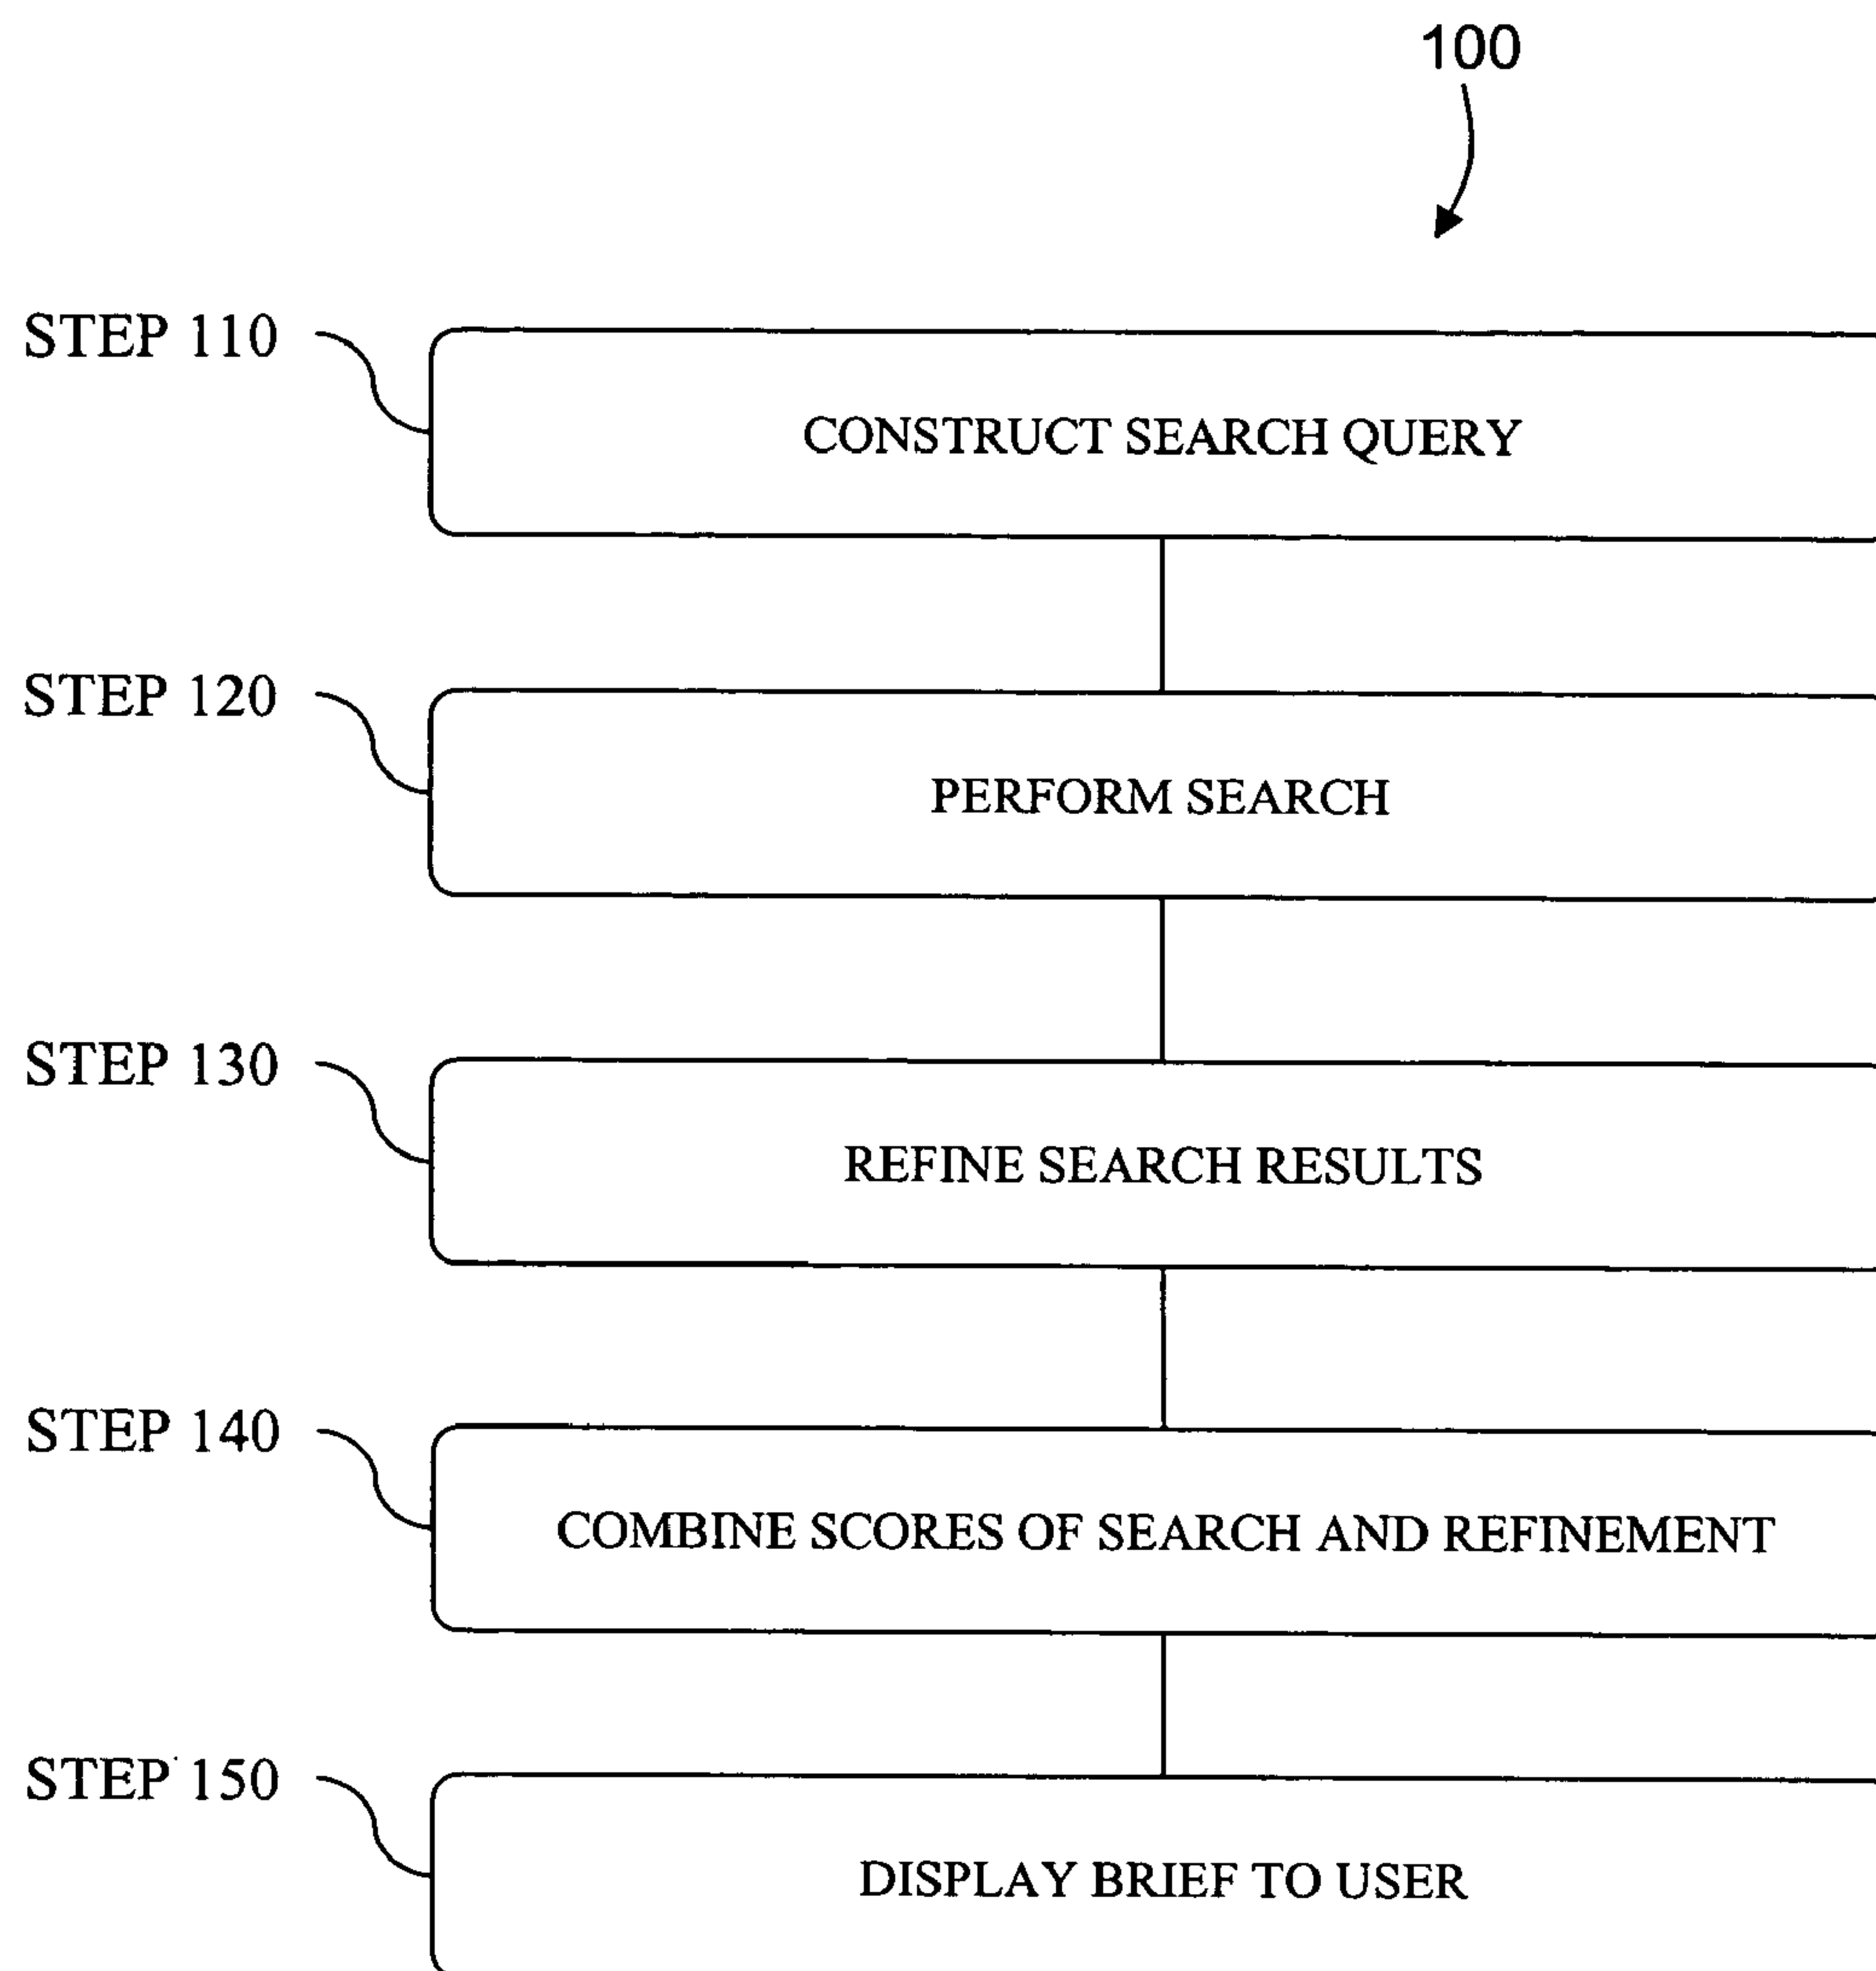 100
STEP 110
CONSTRUCT SEARCH QUERY
STEP 120
PERFORM SEARCH
STEP 130
REFINE SEARCH RESULTS
STEP 140
COMBINE SCORES OF SEARCH AND REFINEMENT
STEP 150
DISPLAY BRIEF TO USER